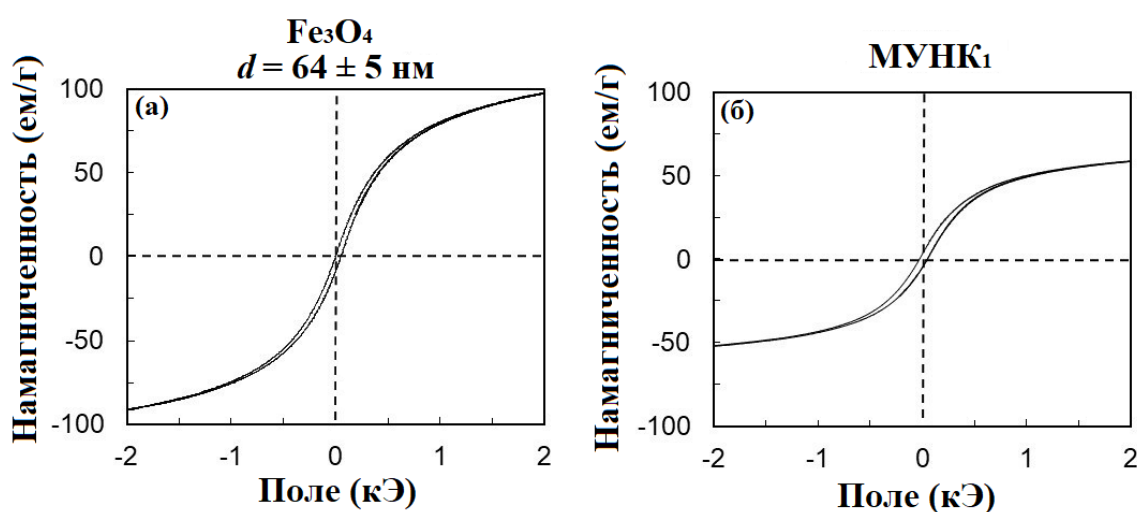 Fe₃O₄
d = 64 ± 5 нм
(а)
Намагниченность (ем/г)
100
50
0
-50
-100
-2
-1
0
1
2
Поле (кЭ)
МУНК₁
(б)
Намагниченность (ем/г)
100
50
0
-50
-100
-2
-1
0
1
2
Поле (кЭ)